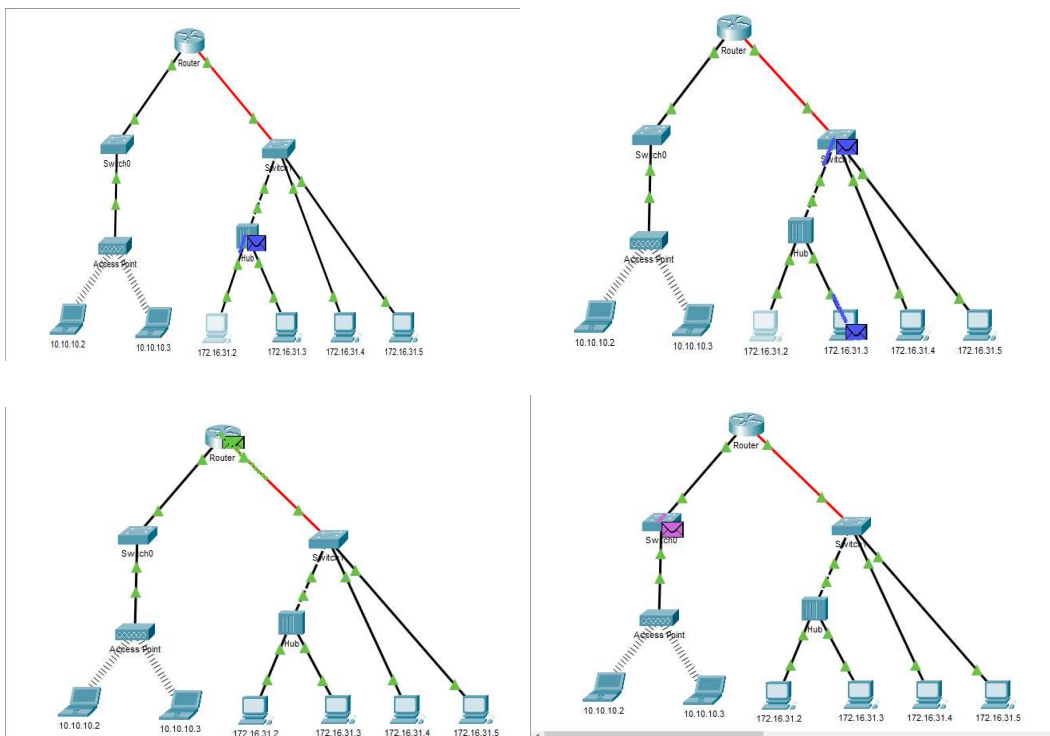 Router
Switch0
Switch1
Hub
Access Point
10.10.10.2
10.10.10.3
172.16.31.2
172.16.31.3
172.16.31.4
172.16.31.5
Router
Switch0
Switch1
Hub
Access Point
10.10.10.2
10.10.10.3
172.16.31.2
172.16.31.3
172.16.31.4
172.16.31.5
Router
Switch0
Switch1
Hub
Access Point
10.10.10.2
10.10.10.3
172.16.31.2
172.16.31.3
172.16.31.4
172.16.31.5
Router
Switch0
Switch1
Hub
Access Point
10.10.10.2
10.10.10.3
172.16.31.2
172.16.31.3
172.16.31.4
172.16.31.5